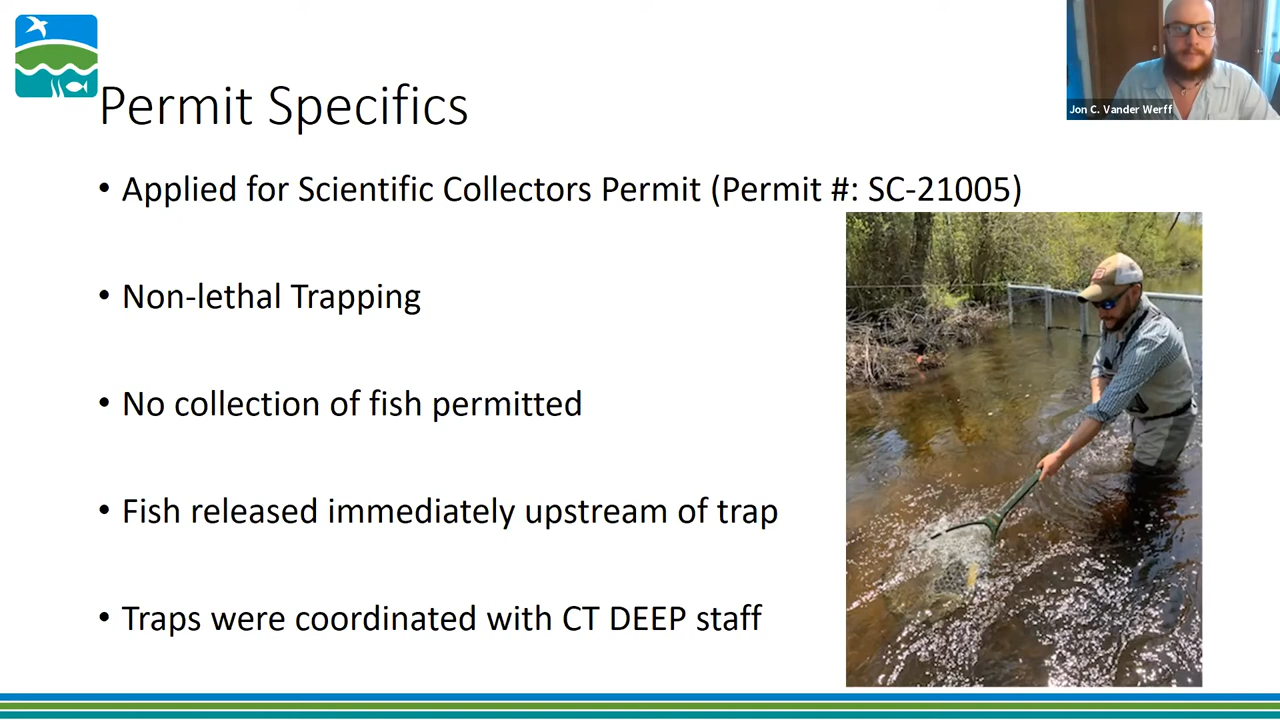 Jon C. Vander Werff
Permit Specifics
• Applied for Scientific Collectors Permit (Permit #: SC-21005)
• Non-lethal Trapping
• No collection of fish permitted
• Fish released immediately upstream of trap
• Traps were coordinated with CT DEEP staff